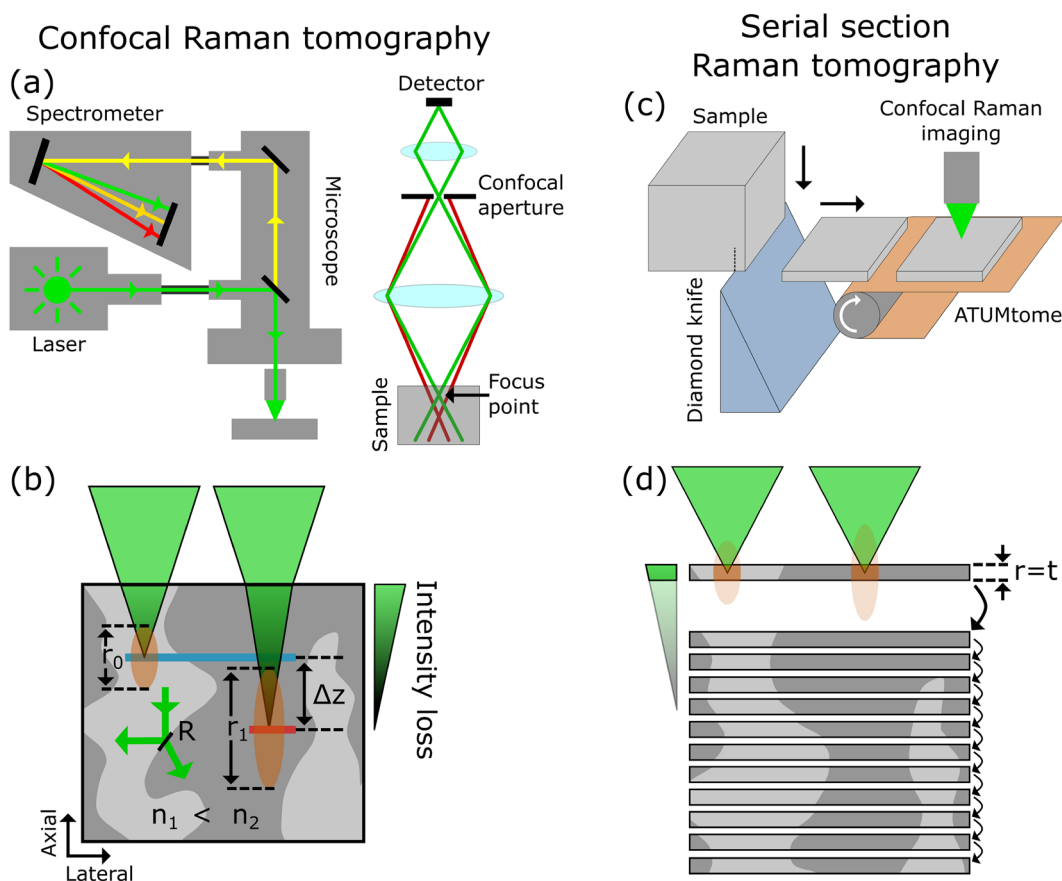 Confocal Raman tomography
Serial section
Raman tomography
(a)
Spectrometer
Microscope
Laser
Detector
Confocal
aperture
Focus
point
Sample
(c)
Sample
Confocal Raman
imaging
Diamond knife
ATUMtome
(b)
r0
r1
Δz
R
n1 < n2
Intensity loss
Axial
Lateral
(d)
r=t